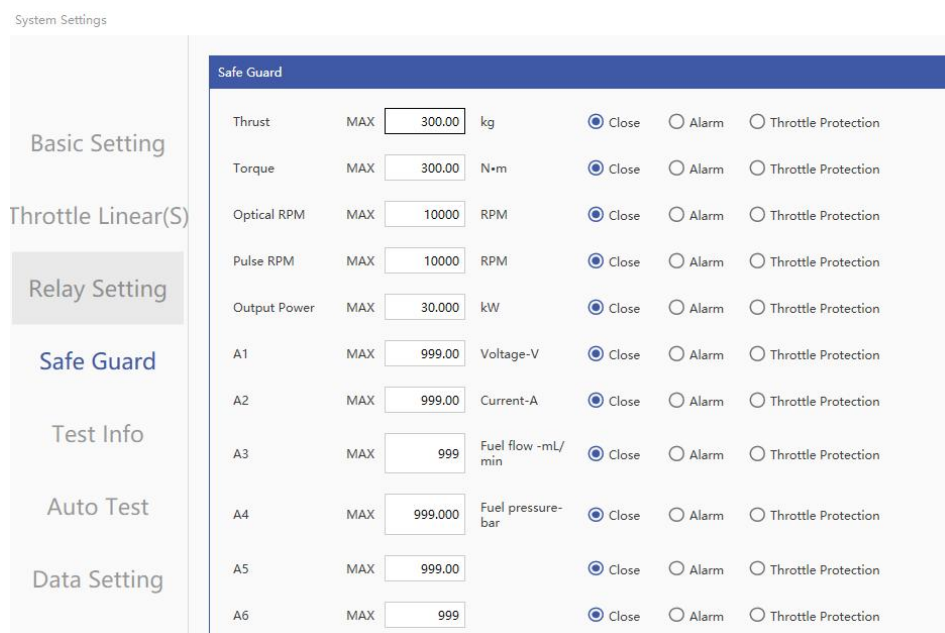 System Settings
Basic Setting
Throttle Linear(S)
Relay Setting
Safe Guard
Test Info
Auto Test
Data Setting
Safe Guard
Thrust MAX 300.00 kg Close Alarm Throttle Protection
Torque MAX 300.00 N•m Close Alarm Throttle Protection
Optical RPM MAX 10000 RPM Close Alarm Throttle Protection
Pulse RPM MAX 10000 RPM Close Alarm Throttle Protection
Output Power MAX 30.000 kW Close Alarm Throttle Protection
A1 MAX 999.00 Voltage-V Close Alarm Throttle Protection
A2 MAX 999.00 Current-A Close Alarm Throttle Protection
A3 MAX 999 Fuel flow -mL/
min Close Alarm Throttle Protection
A4 MAX 999.000 Fuel pressure-
bar Close Alarm Throttle Protection
A5 MAX 999.00 Close Alarm Throttle Protection
A6 MAX 999 Close Alarm Throttle Protection